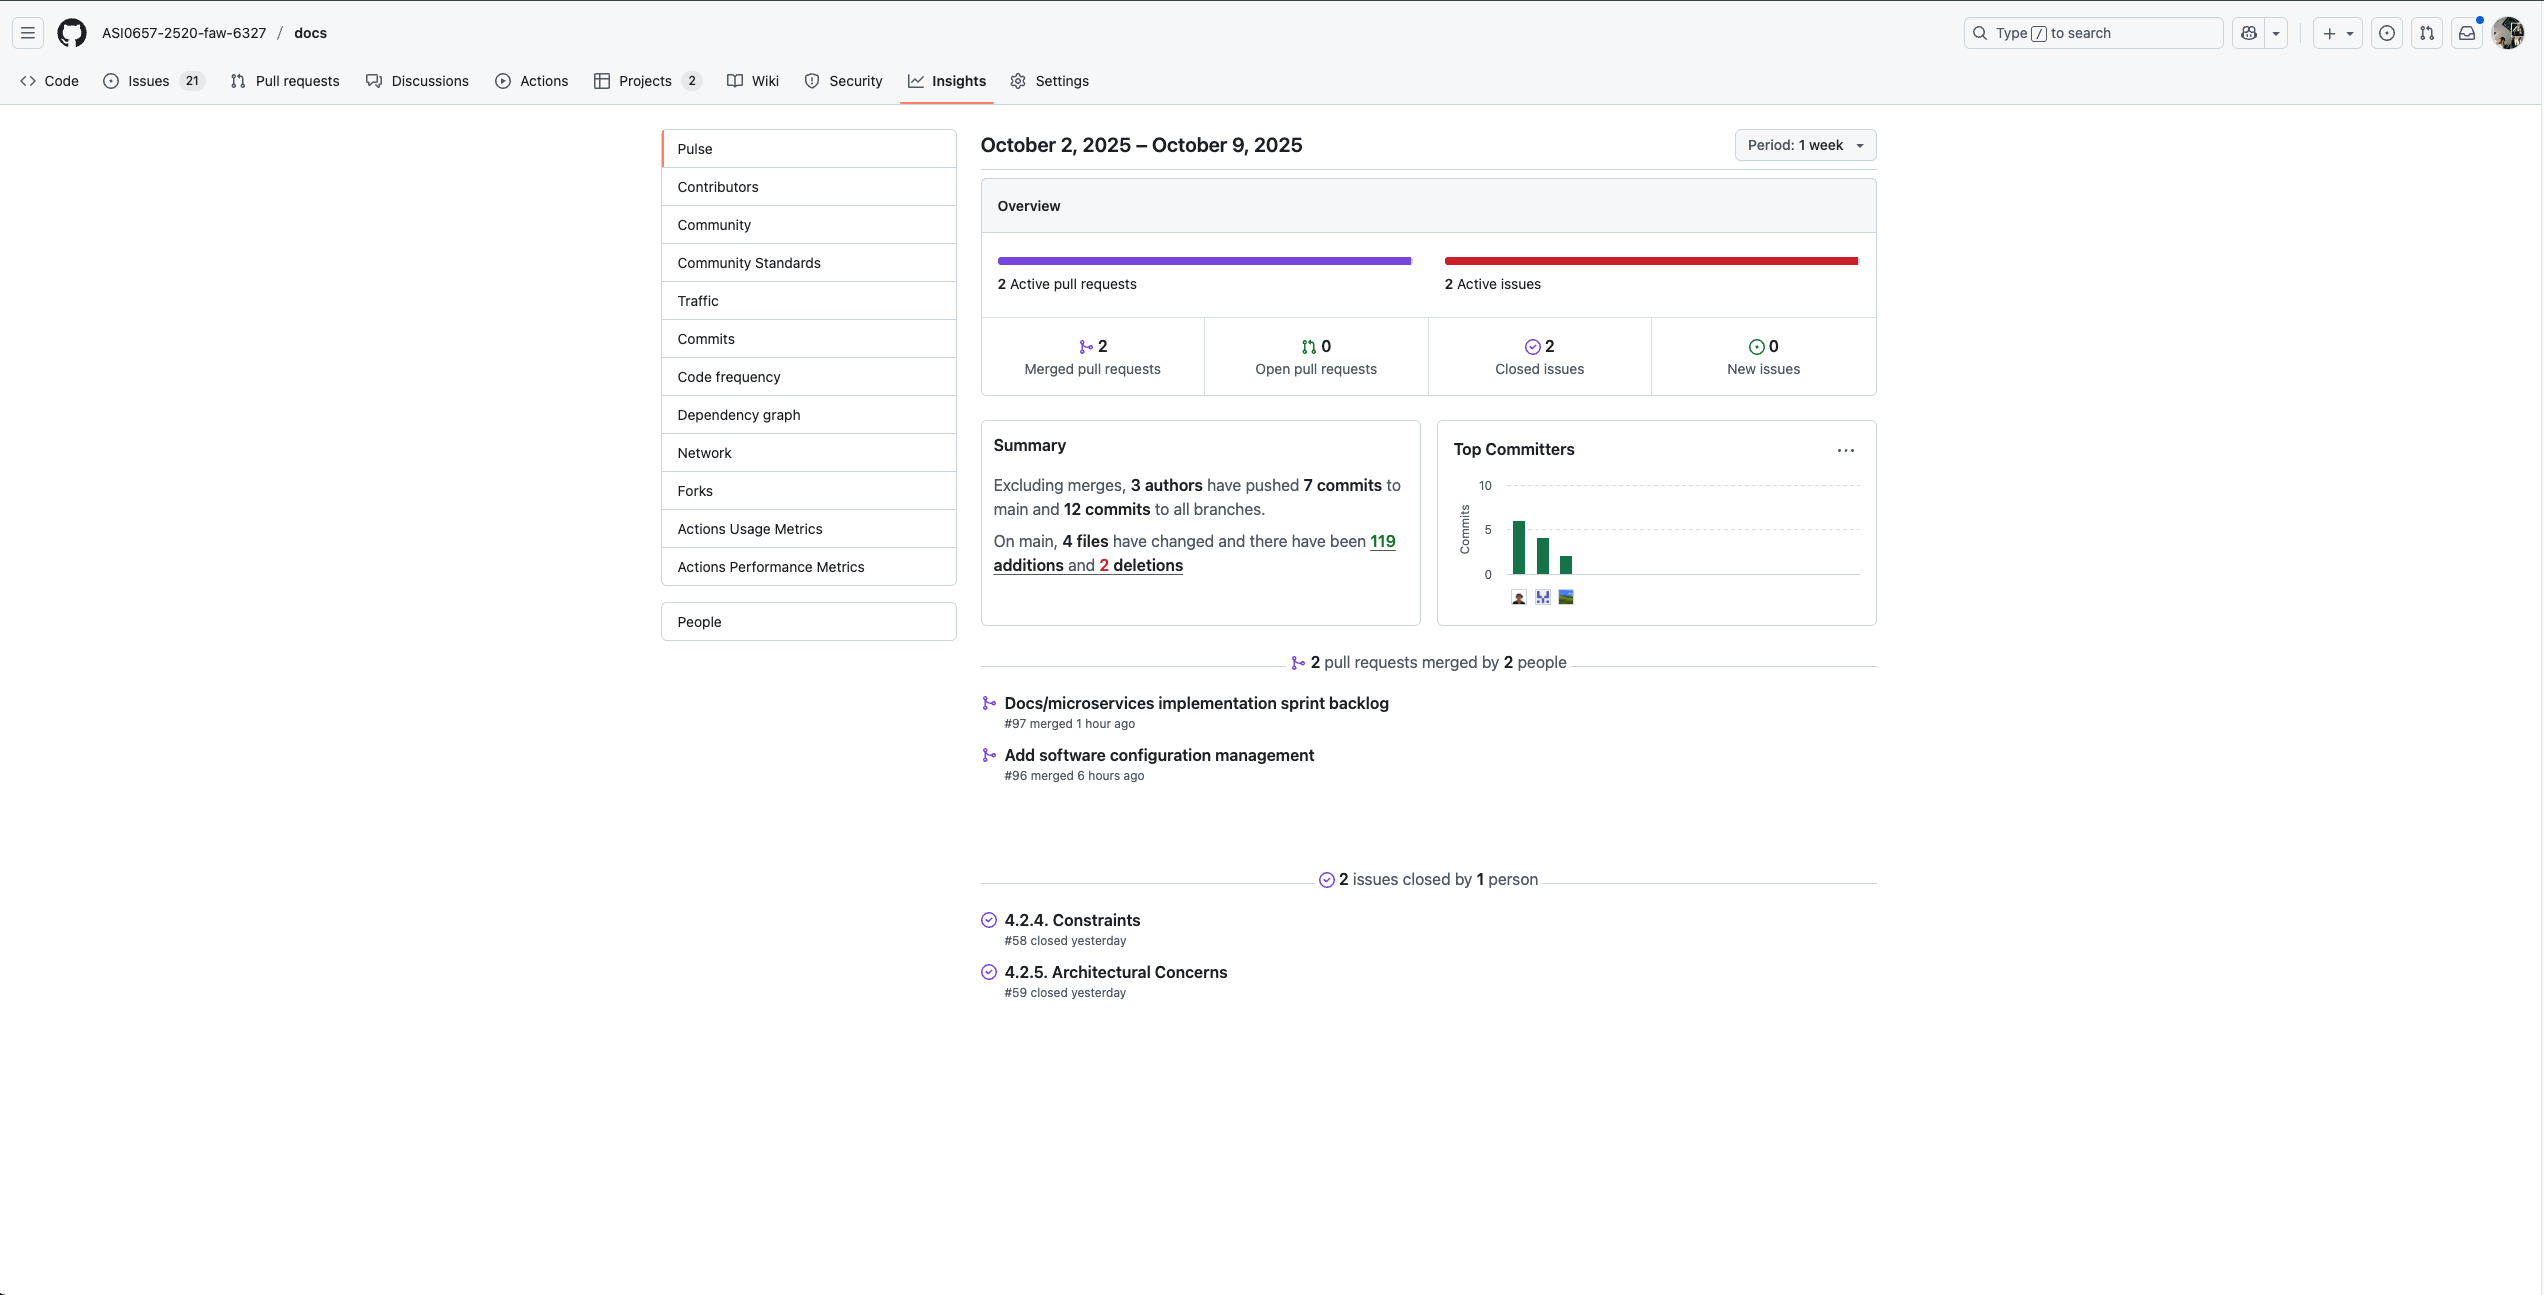 ASI0657-2520-faw-6327 / docs
Type / to search
Code
Issues 21
Pull requests
Discussions
Actions
Projects 2
Wiki
Security
Insights
Settings
Pulse
Contributors
Community
Community Standards
Traffic
Commits
Code frequency
Dependency graph
Network
Forks
Actions Usage Metrics
Actions Performance Metrics
People
October 2, 2025 – October 9, 2025
Period: 1 week
Overview
2 Active pull requests
2 Active issues
2
Merged pull requests
0
Open pull requests
2
Closed issues
0
New issues
Summary
Excluding merges, 3 authors have pushed 7 commits to
main and 12 commits to all branches.
On main, 4 files have changed and there have been 119
additions and 2 deletions
Top Committers
Commits
10
5
0
2 pull requests merged by 2 people
Docs/microservices implementation sprint backlog
#97 merged 1 hour ago
Add software configuration management
#96 merged 6 hours ago
2 issues closed by 1 person
4.2.4. Constraints
#58 closed yesterday
4.2.5. Architectural Concerns
#59 closed yesterday